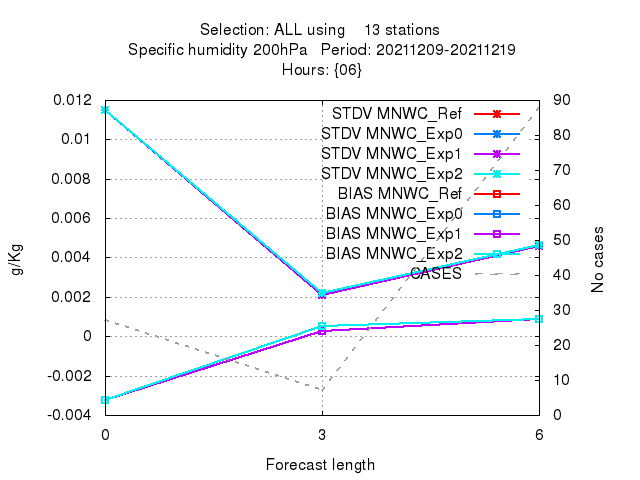 Selection: ALL using 13 stations
Specific humidity 200hPa Period: 20211209-20211219
Hours: {06}
0.012
0.01
0.008
0.006
0.004
0.002
0
-0.002
-0.004
g/Kg
90
80
70
60
50
40
30
20
10
0
No cases
STDV MNWC_Ref
STDV MNWC_Exp0
STDV MNWC_Exp1
STDV MNWC_Exp2
BIAS MNWC_Ref
BIAS MNWC_Exp0
BIAS MNWC_Exp1
BIAS MNWC_Exp2
CASES
0 3 6
Forecast length